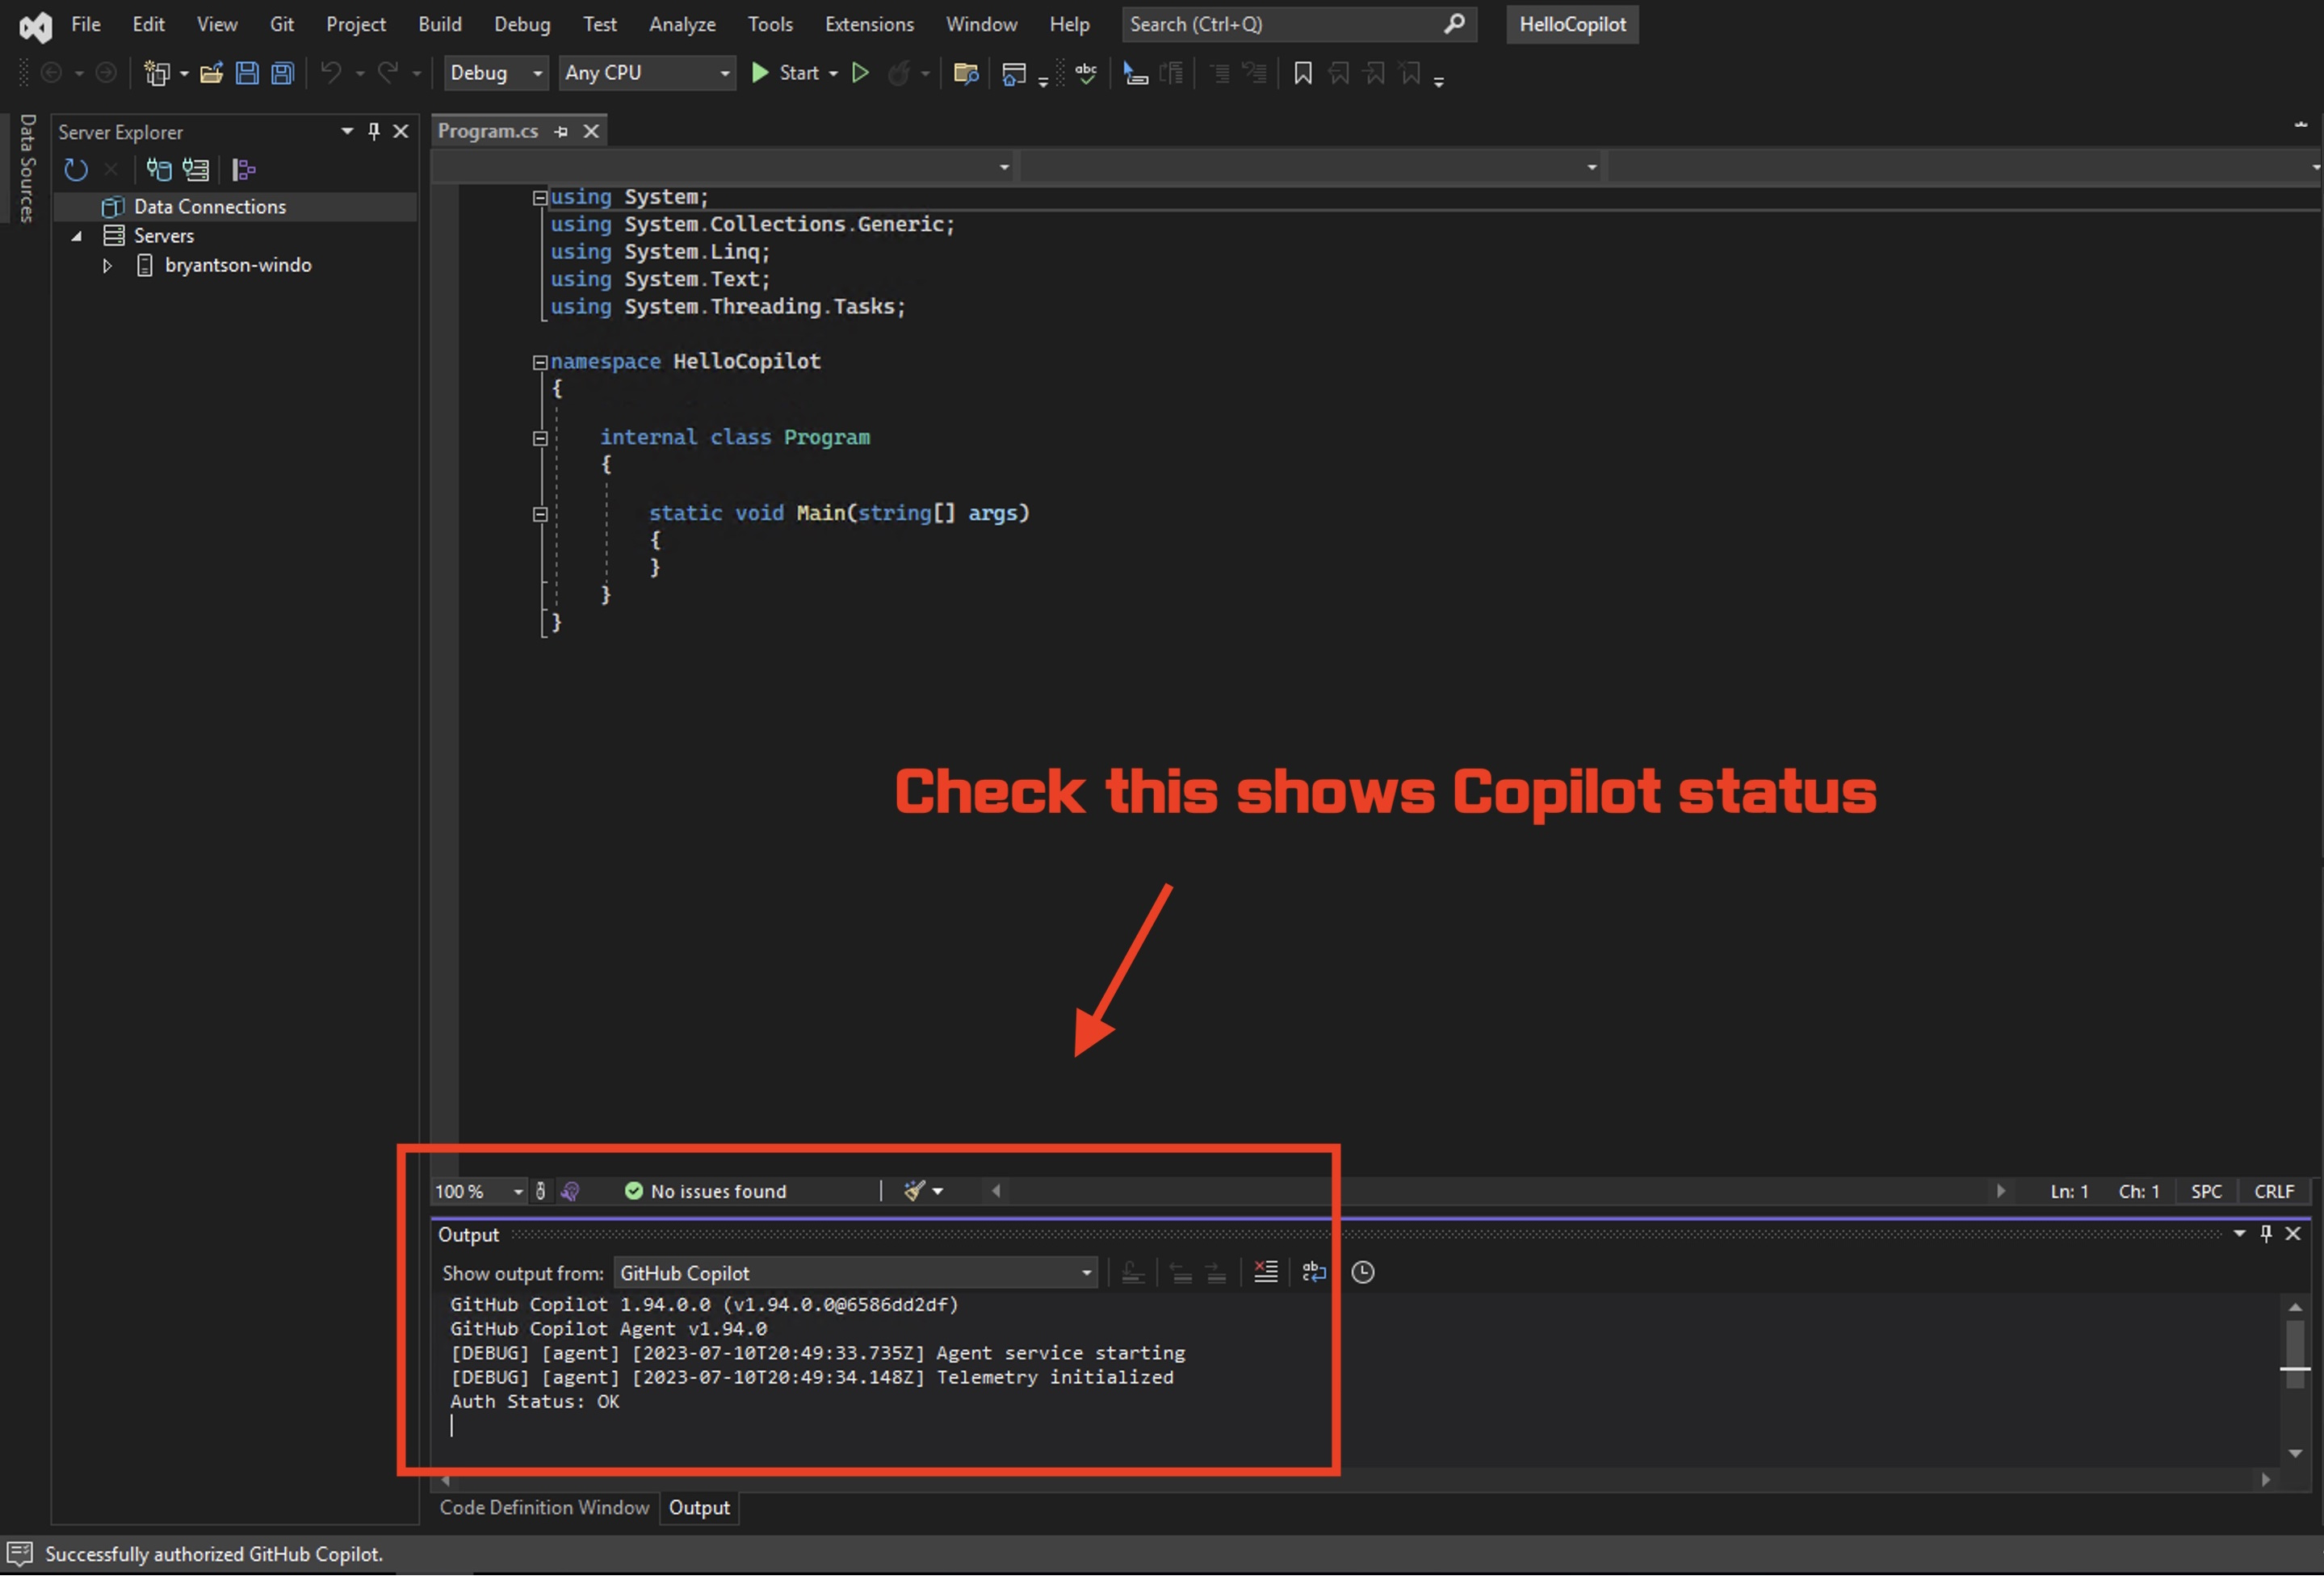 File Edit View Git Project Build Debug Test Analyze Tools Extensions Window Help Search (Ctrl+Q) HelloCopilot
Debug Any CPU Start abc
Data Sources
Server Explorer
Data Connections
Servers
bryantson-windo
Program.cs
using System;
using System.Collections.Generic;
using System.Linq;
using System.Text;
using System.Threading.Tasks;
namespace HelloCopilot
{
internal class Program
{
static void Main(string[] args)
{
}
}
}
Check this shows Copilot status
100 % No issues found Ln: 1 Ch: 1 SPC CRLF
Output
Show output from: GitHub Copilot
GitHub Copilot 1.94.0.0 (v1.94.0.0@6586dd2df)
GitHub Copilot Agent v1.94.0
[DEBUG] [agent] [2023-07-10T20:49:33.735Z] Agent service starting
[DEBUG] [agent] [2023-07-10T20:49:34.148Z] Telemetry initialized
Auth Status: OK
Code Definition Window Output
Successfully authorized GitHub Copilot.